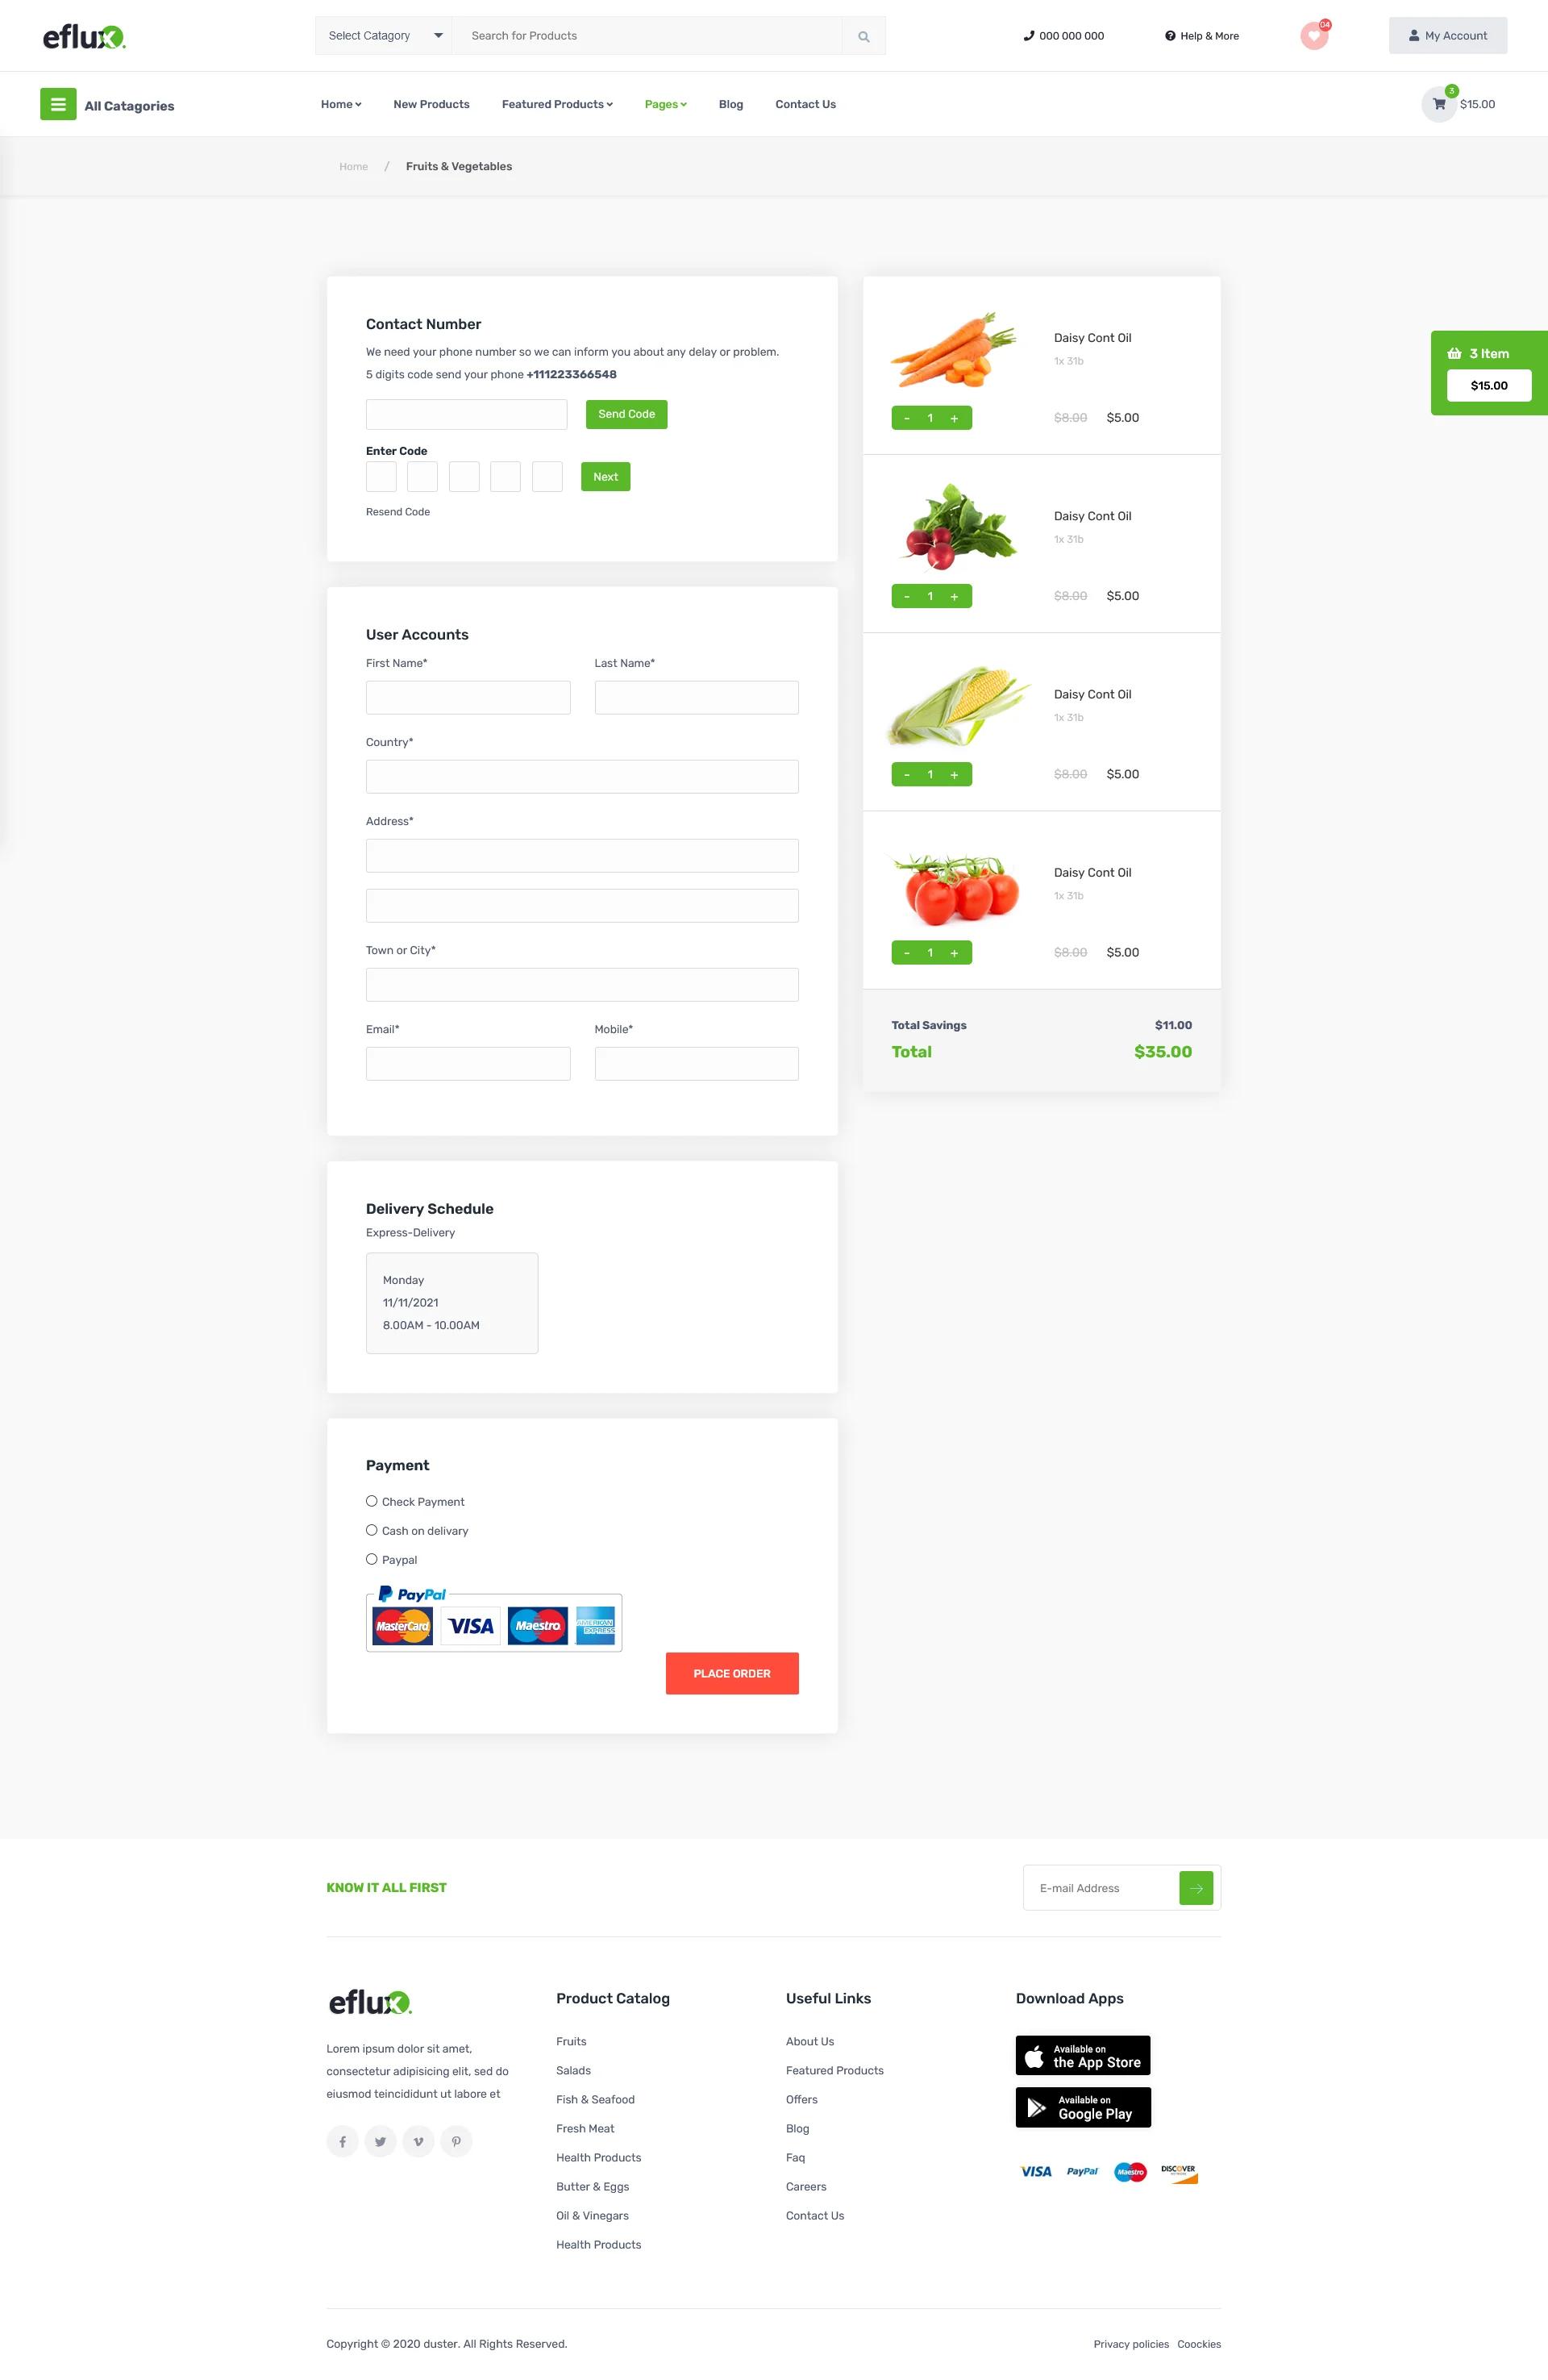 eflux.
Select Catagory
Search for Products
000 000 000
Help & More
04
My Account
All Catagories
Home
New Products
Featured Products
Pages
Blog
Contact Us
3
$15.00
Home / Fruits & Vegetables
3 Item
$15.00
Contact Number
We need your phone number so we can inform you about any delay or problem.
5 digits code send your phone +111223366548
Send Code
Enter Code
Next
Resend Code
User Accounts
First Name*
Last Name*
Country*
Address*
Town or City*
Email*
Mobile*
Delivery Schedule
Express-Delivery
Monday
11/11/2021
8.00AM - 10.00AM
Payment
Check Payment
Cash on delivary
Paypal
PayPal
MasterCard
VISA
Maestro
AMERICAN EXPRESS
PLACE ORDER
Daisy Cont Oil
1x 31b
- 1 +
$8.00 $5.00
Daisy Cont Oil
1x 31b
- 1 +
$8.00 $5.00
Daisy Cont Oil
1x 31b
- 1 +
$8.00 $5.00
Daisy Cont Oil
1x 31b
- 1 +
$8.00 $5.00
Total Savings $11.00
Total $35.00
KNOW IT ALL FIRST
E-mail Address
eflux.
Lorem ipsum dolor sit amet,
consectetur adipisicing elit, sed do
eiusmod teincididunt ut labore et
Product Catalog
Fruits
Salads
Fish & Seafood
Fresh Meat
Health Products
Butter & Eggs
Oil & Vinegars
Health Products
Useful Links
About Us
Featured Products
Offers
Blog
Faq
Careers
Contact Us
Download Apps
Available on
the App Store
Available on
Google Play
VISA
PayPal
Maestro
DISCOVER
Copyright © 2020 duster. All Rights Reserved.
Privacy policies Coockies